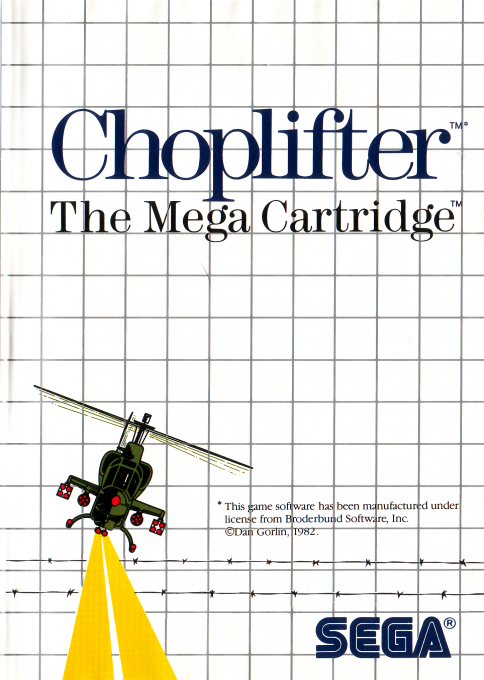 Choplifter™*
The Mega Cartridge™
* This game software has been manufactured under
license from Broderbund Software, Inc.
©Dan Gorlin, 1982.
SEGA®